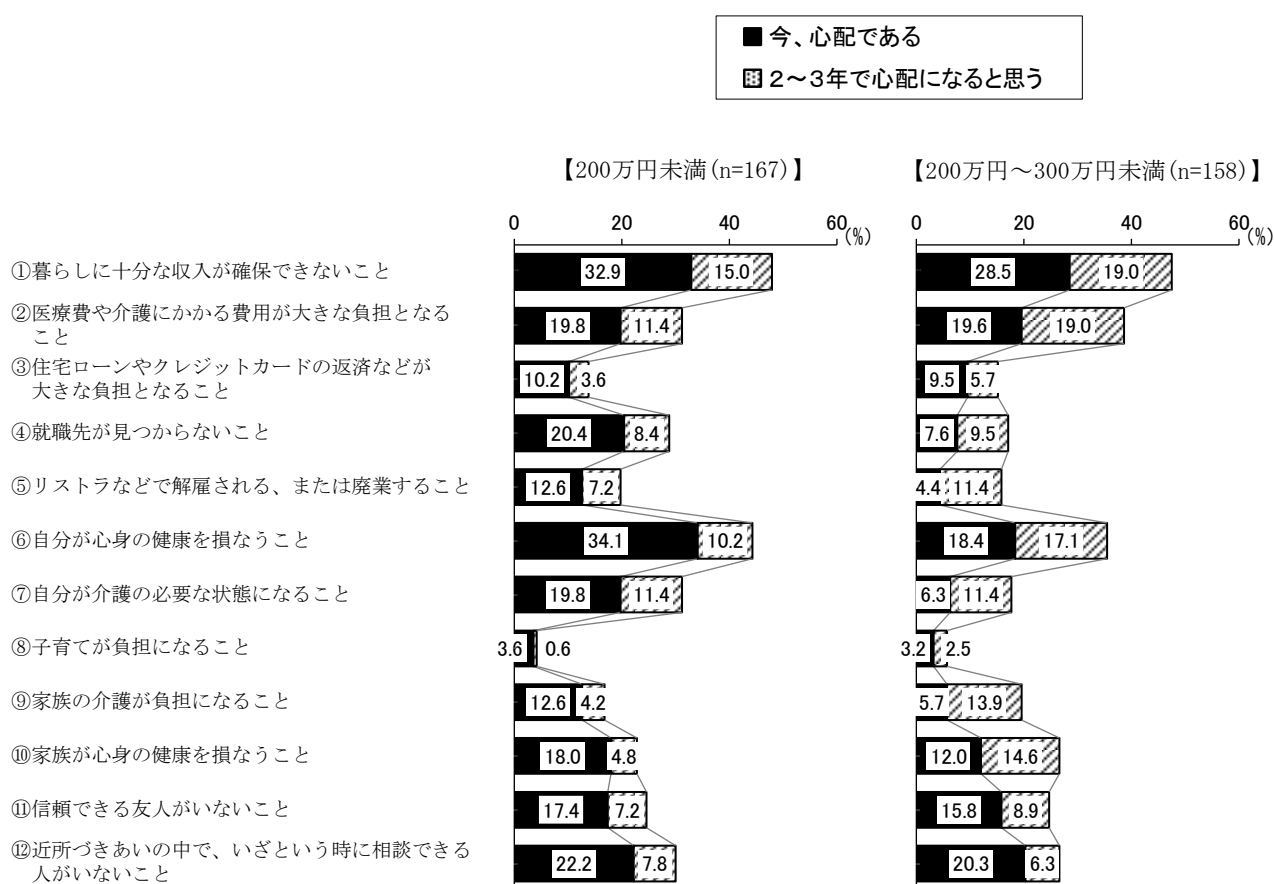 ■ 今、心配である
２～３年で心配になると思う
【200万円未満(n=167)】
【200万円～300万円未満(n=158)】
0 20 40 60 (%)
0 20 40 60 (%)
①暮らしに十分な収入が確保できないこと 32.9 15.0 28.5 19.0
②医療費や介護にかかる費用が大きな負担となる
こと 19.8 11.4 19.6 19.0
③住宅ローンやクレジットカードの返済などが
大きな負担となること 10.2 3.6 9.5 5.7
④就職先が見つからないこと 20.4 8.4 7.6 9.5
⑤リストラなどで解雇される、または廃業すること 12.6 7.2 4.4 11.4
⑥自分が心身の健康を損なうこと 34.1 10.2 18.4 17.1
⑦自分が介護の必要な状態になること 19.8 11.4 6.3 11.4
⑧子育てが負担になること 3.6 0.6 3.2 2.5
⑨家族の介護が負担になること 12.6 4.2 5.7 13.9
⑩家族が心身の健康を損なうこと 18.0 4.8 12.0 14.6
⑪信頼できる友人がいないこと 17.4 7.2 15.8 8.9
⑫近所づきあいの中で、いざという時に相談できる
人がいないこと 22.2 7.8 20.3 6.3